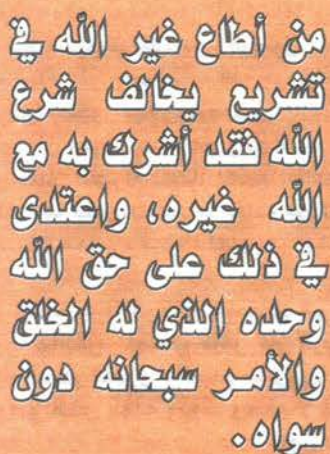 من أطاع غير الله في
تشريع يخالف شرع
الله فقد أشرك به مع
الله غيره، واعتدى
في ذلك على حق الله
وحده الذي له الخلق
والأمر سبحانه دون
سواه.